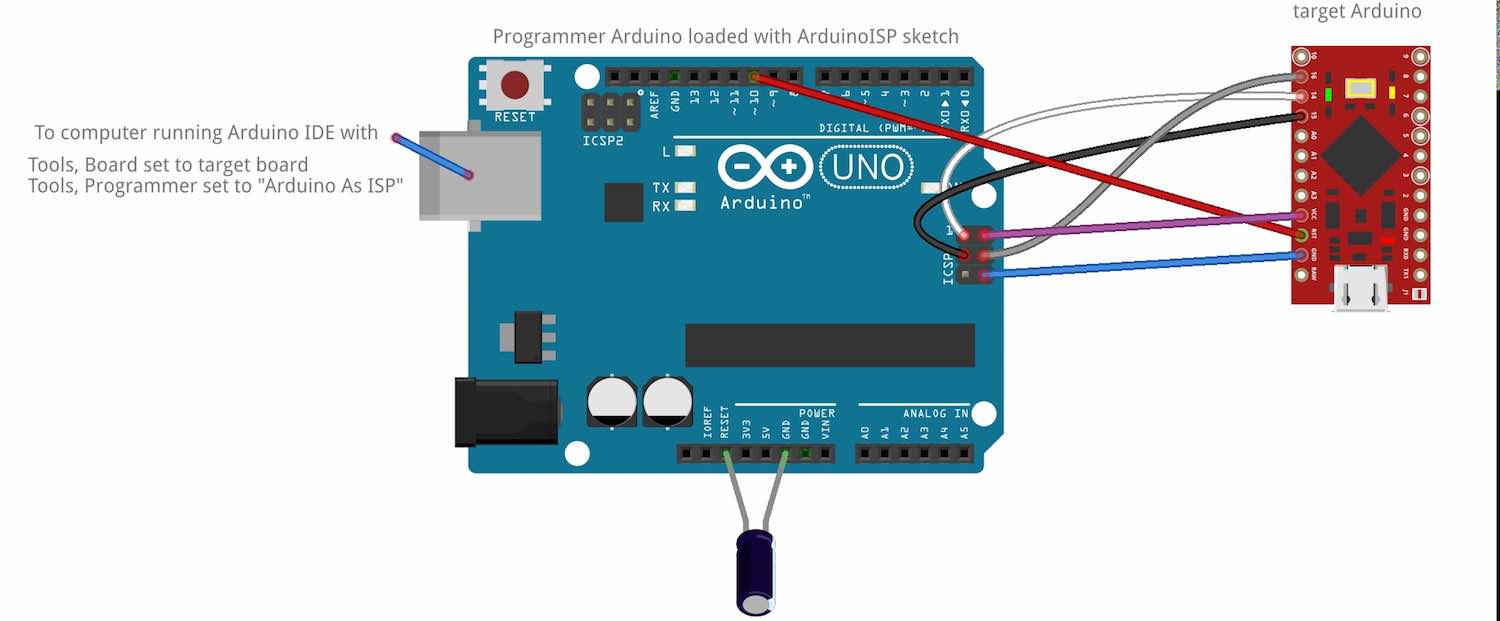 target Arduino
Programmer Arduino loaded with ArduinoISP sketch
RESET
ICSP2
AREF
GND
13
12
~11
~10
~9
8
7
6
~5
4
~3
2
TX0▶1
RX0◀0
DIGITAL (PWM=
To computer running Arduino IDE with
Tools, Board set to target board
Tools, Programmer set to "Arduino As ISP"
L
TX
RX
UNO
Arduino™
1
ICSP
IOREF
RESET
3V3
5V
GND
GND
VIN
POWER
ANALOG IN
A0
A1
A2
A3
A4
A5
10
16
14
15
A0
A1
A2
A3
VCC
RST
GND
RAW
9
8
7
6
5
4
3
2
GND
GND
RX0
TX1
J1